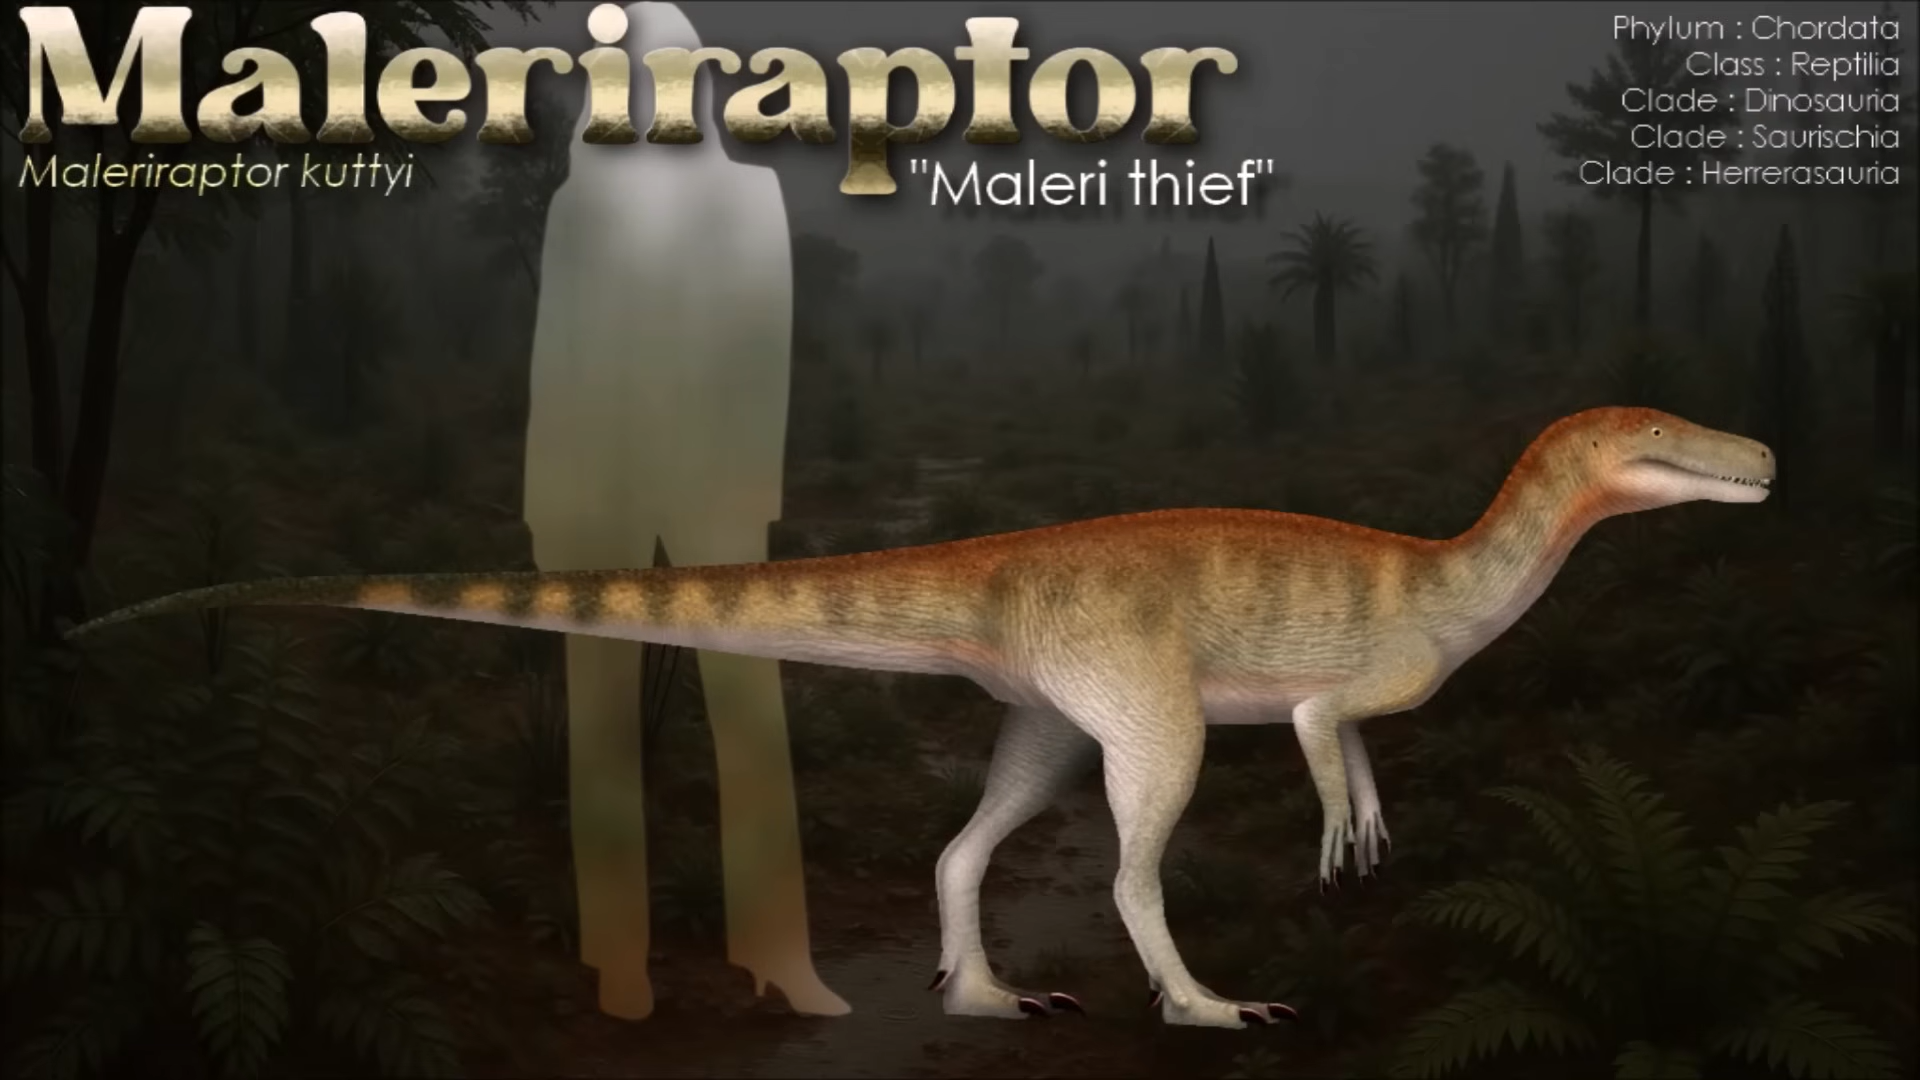 Maleriraptor
Maleriraptor kuttyi
"Maleri thief"
Phylum : Chordata
Class : Reptilia
Clade : Dinosauria
Clade : Saurischia
Clade : Herrerasauria